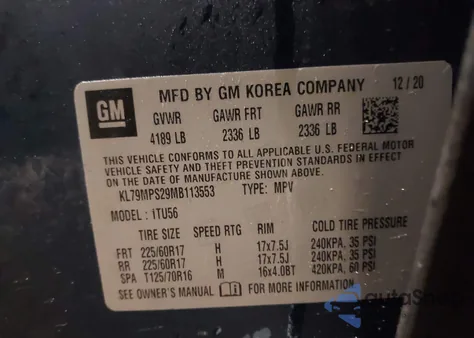 GM
MFD BY GM KOREA COMPANY 12/20
GVWR GAWR FRT GAWR RR
4189 LB 2336 LB 2336 LB
THIS VEHICLE CONFORMS TO ALL APPLICABLE U.S. FEDERAL MOTOR
VEHICLE SAFETY AND THEFT PREVENTION STANDARDS IN EFFECT
ON THE DATE OF MANUFACTURE SHOWN ABOVE.
KL79MPS29MB113553 TYPE: MPV
MODEL: 1TU56
TIRE SIZE SPEED RTG RIM COLD TIRE PRESSURE
FRT 225/60R17 H 17x7.5J 240KPA, 35 PSI
RR 225/60R17 H 17x7.5J 240KPA, 35 PSI
SPA T125/70R16 M 16x4.0BT 420KPA, 60 PSI
SEE OWNER'S MANUAL i FOR MORE INFORMATION